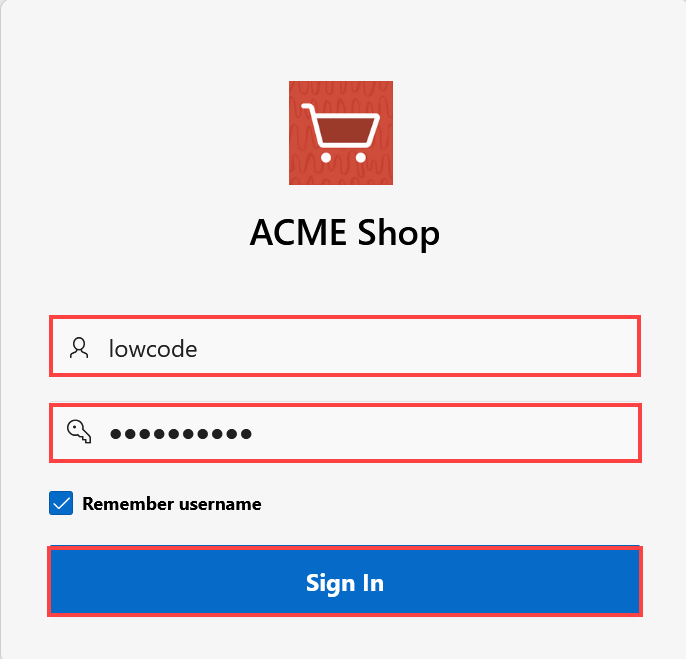 ACME Shop
lowcode
●●●●●●●●●●
Remember username
Sign In